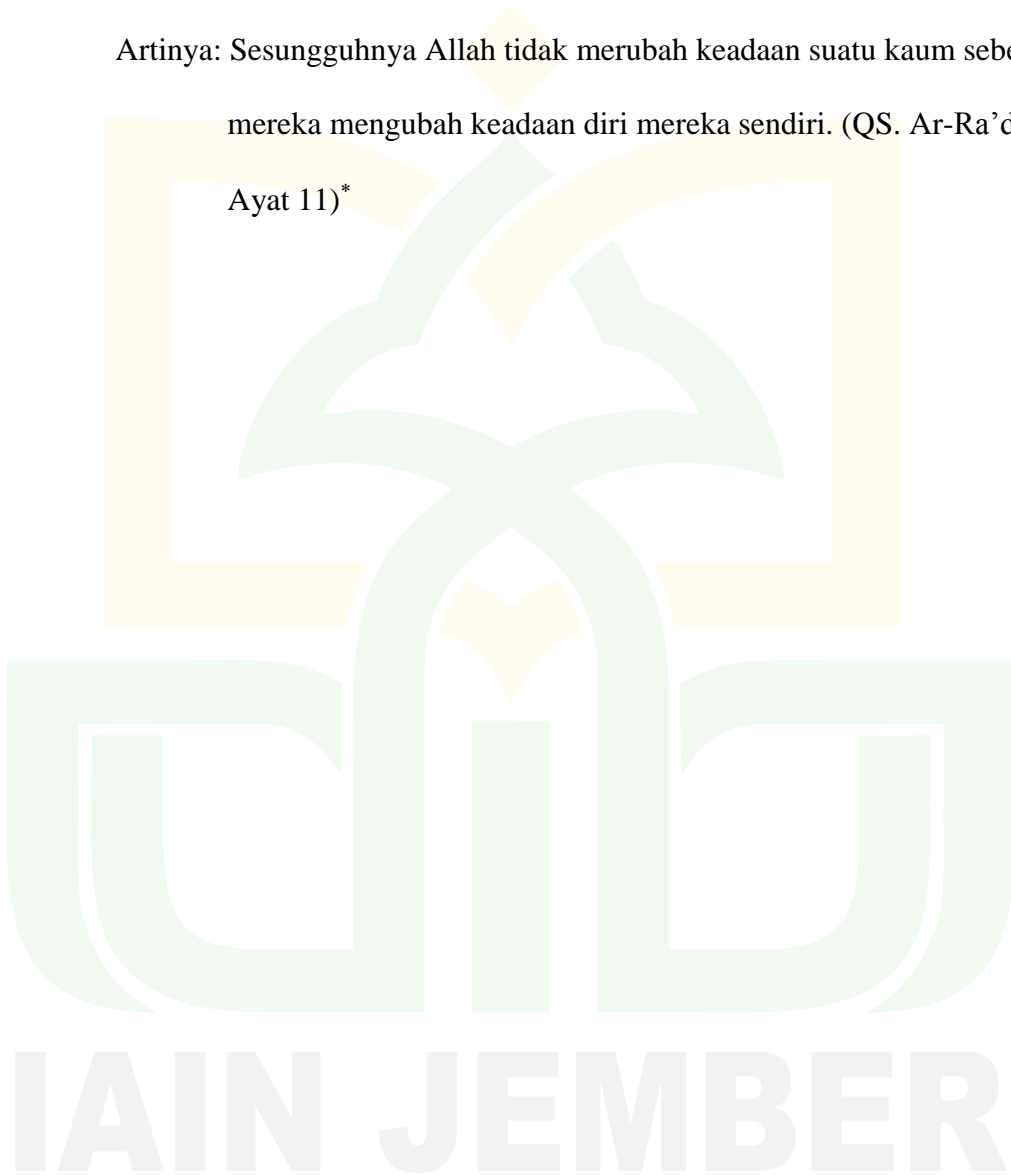 Artinya: Sesungguhnya Allah tidak merubah keadaan suatu kaum
mereka mengubah keadaan diri mereka sendiri. (QS. Ar-Ra’d
Ayat 11)*
IAIN JEMBER